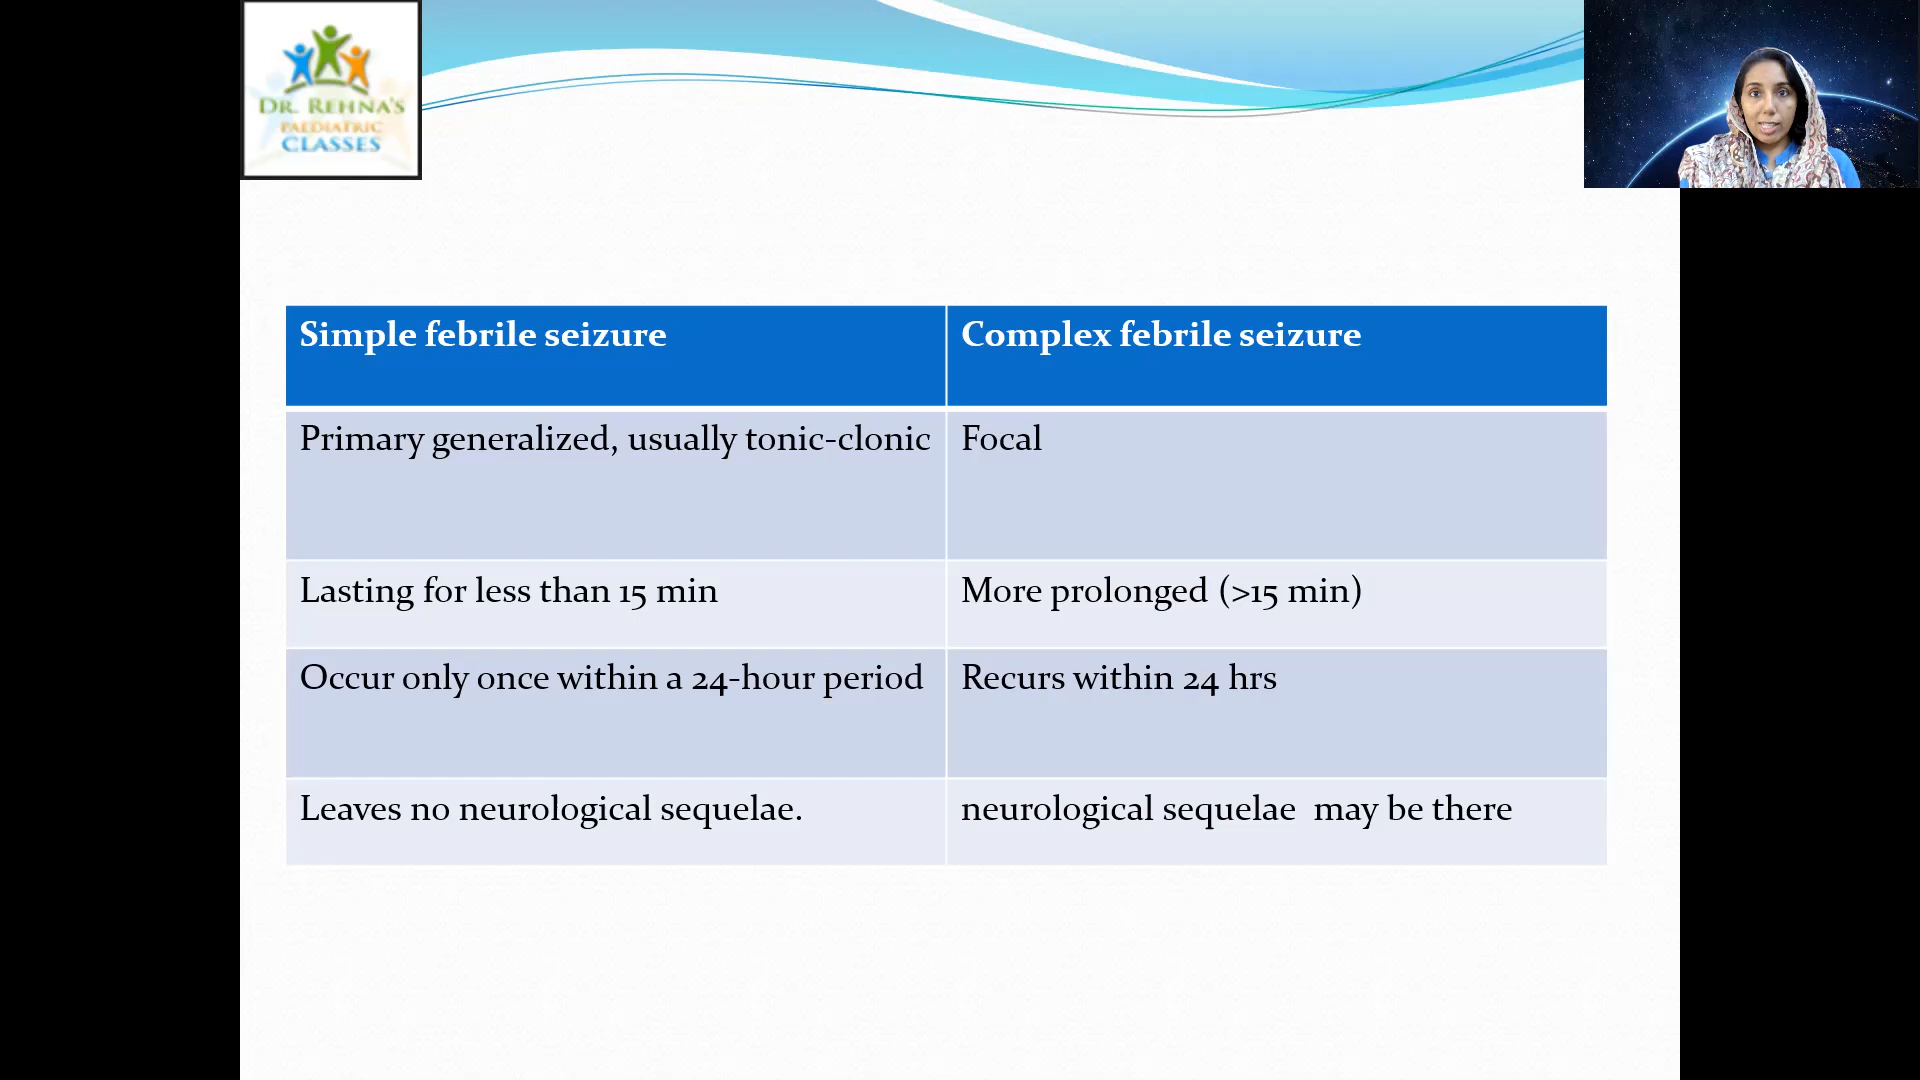 DR. REHNA'S
PAEDIATRIC
CLASSES
Simple febrile seizure
Complex febrile seizure
Primary generalized, usually tonic-clonic
Focal
Lasting for less than 15 min
More prolonged (>15 min)
Occur only once within a 24-hour period
Recurs within 24 hrs
Leaves no neurological sequelae.
neurological sequelae  may be there